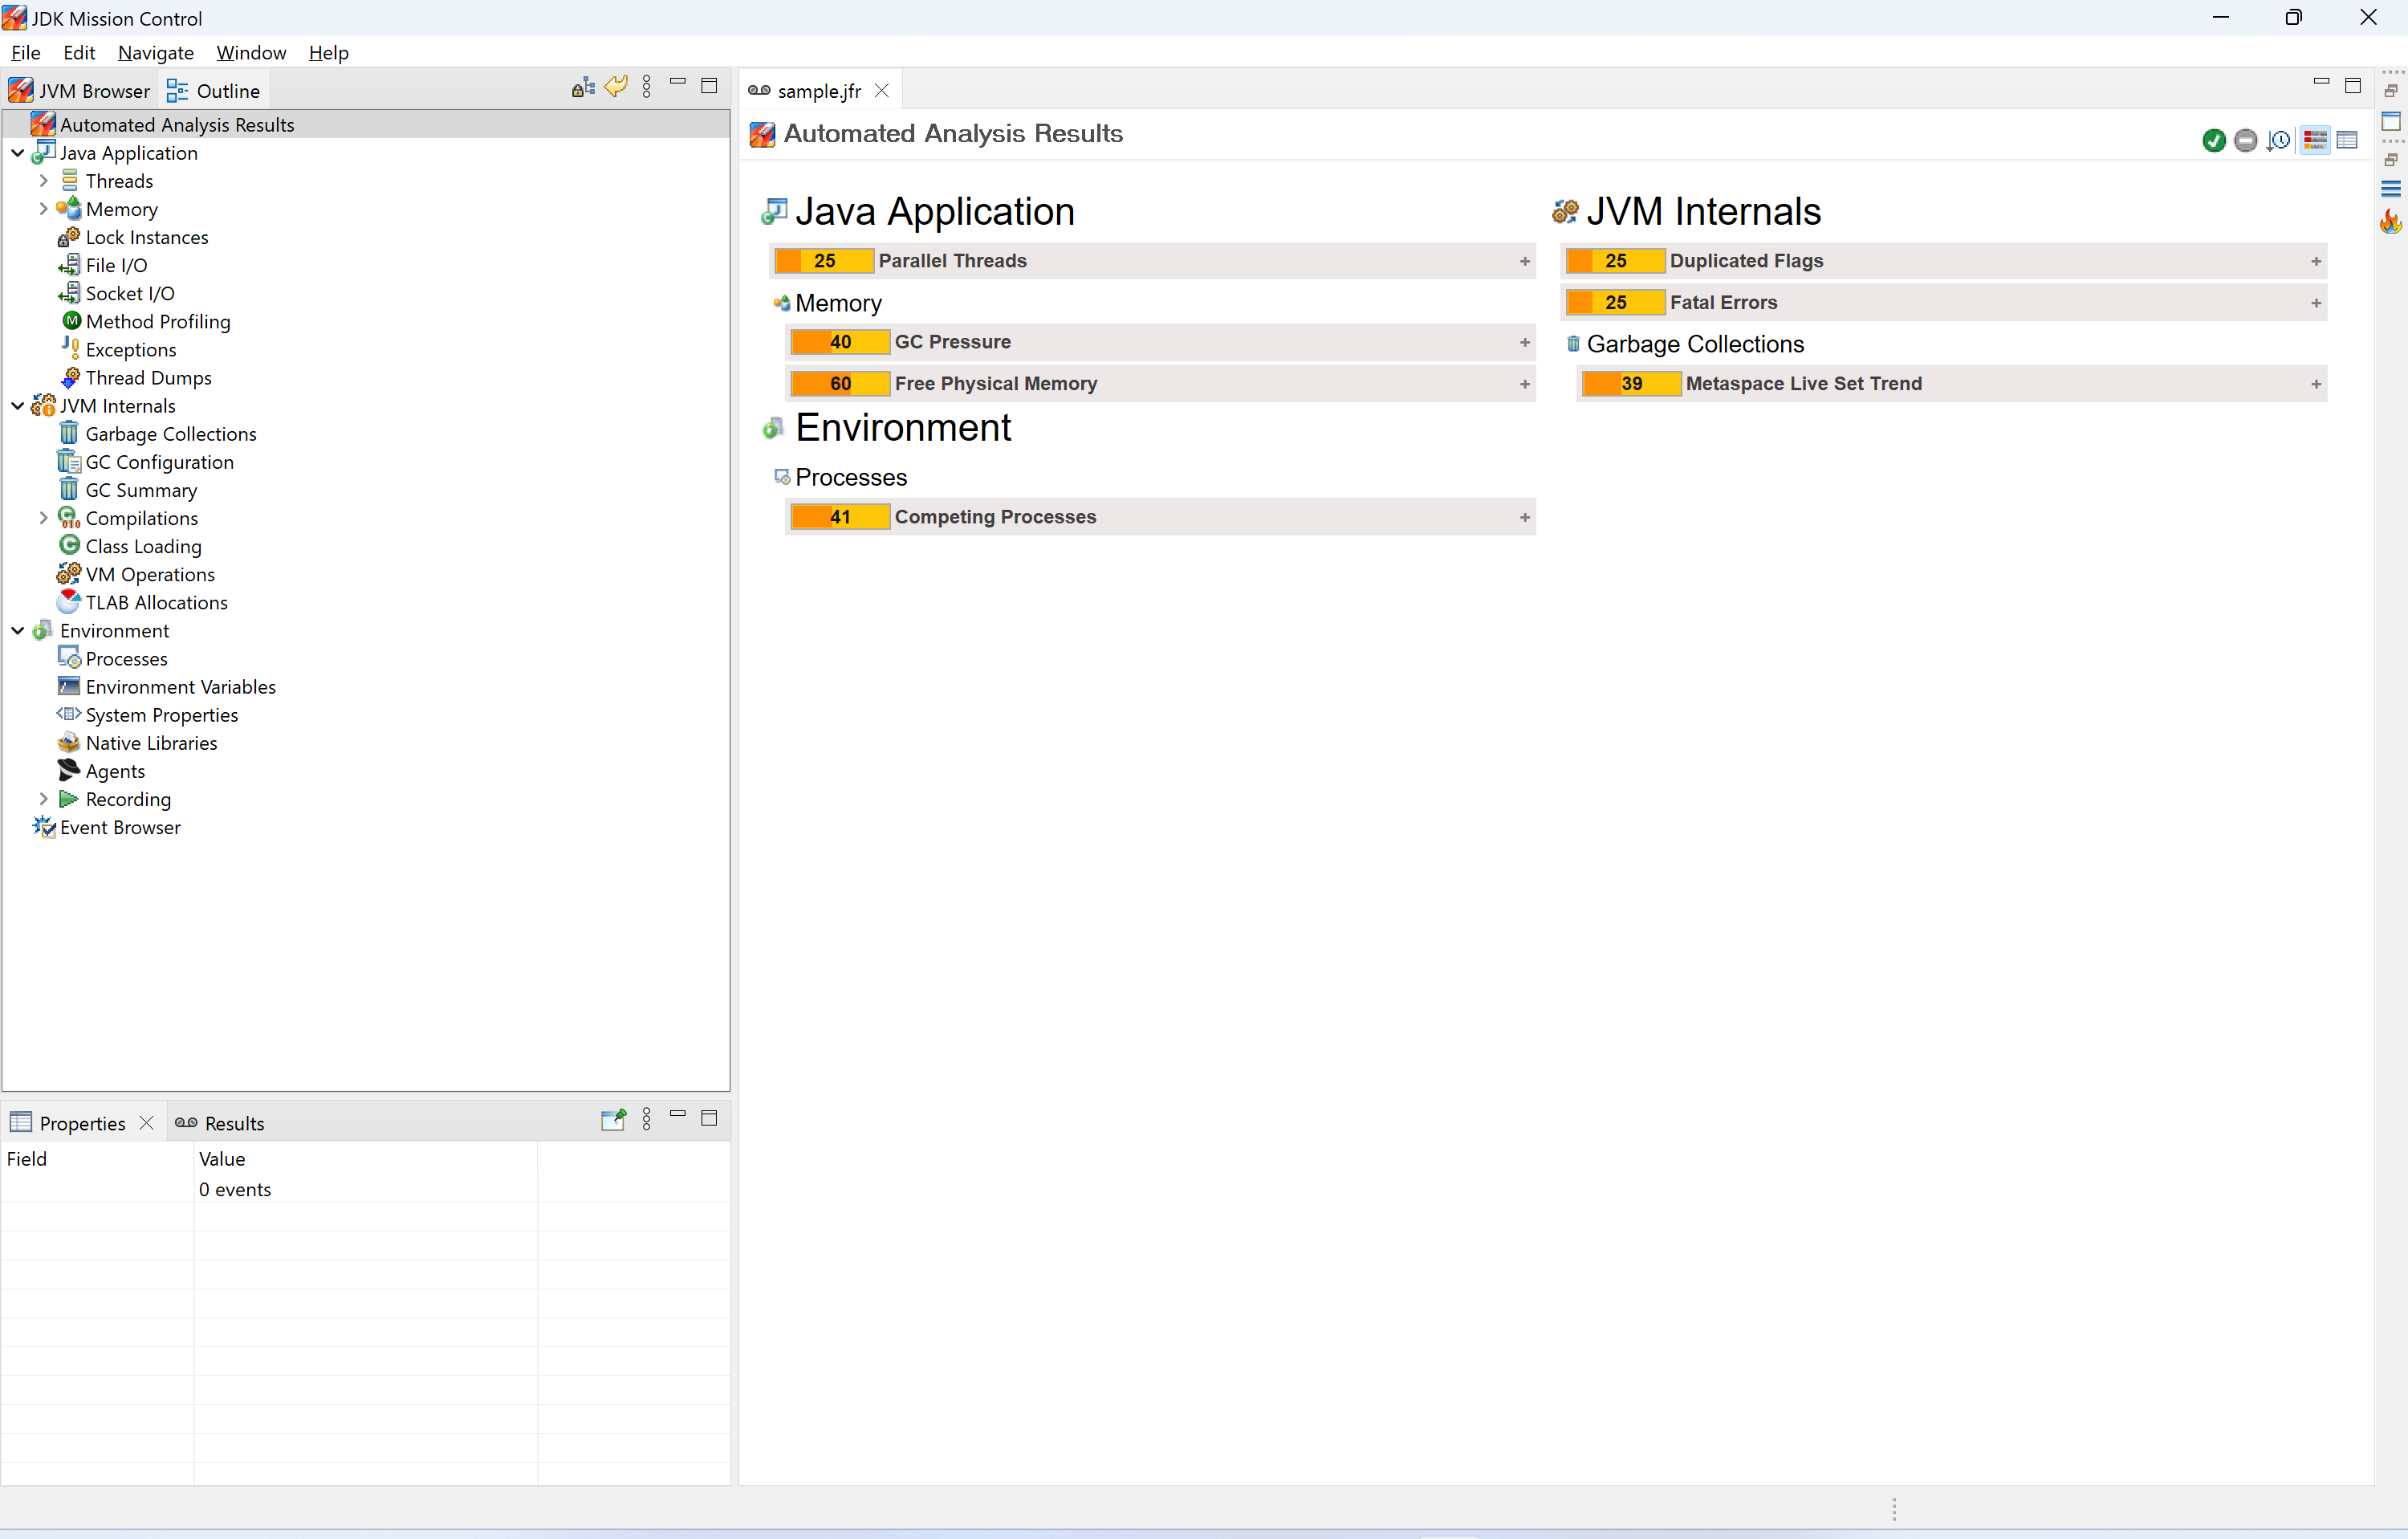 JDK Mission Control
File Edit Navigate Window Help
JVM Browser Outline
Automated Analysis Results
Java Application
Threads
Memory
Lock Instances
File I/O
Socket I/O
Method Profiling
Exceptions
Thread Dumps
JVM Internals
Garbage Collections
GC Configuration
GC Summary
Compilations
Class Loading
VM Operations
TLAB Allocations
Environment
Processes
Environment Variables
System Properties
Native Libraries
Agents
Recording
Event Browser
Properties Results
Field Value
0 events
sample.jfr
Automated Analysis Results
Java Application
25 Parallel Threads +
Memory
40 GC Pressure +
60 Free Physical Memory +
Environment
Processes
41 Competing Processes +
JVM Internals
25 Duplicated Flags +
25 Fatal Errors +
Garbage Collections
39 Metaspace Live Set Trend +